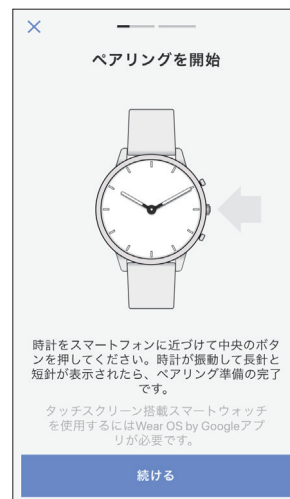 ペアリングを開始
時計をスマートフォンに近づけて中央のボタ
ンを押してください。時計が振動して長針と
短針が表示されたら、ペアリング準備の完了
です。
タッチスクリーン搭載スマートウォッチ
を使用するにはWear OS by Googleアプ
リが必要です。
続ける